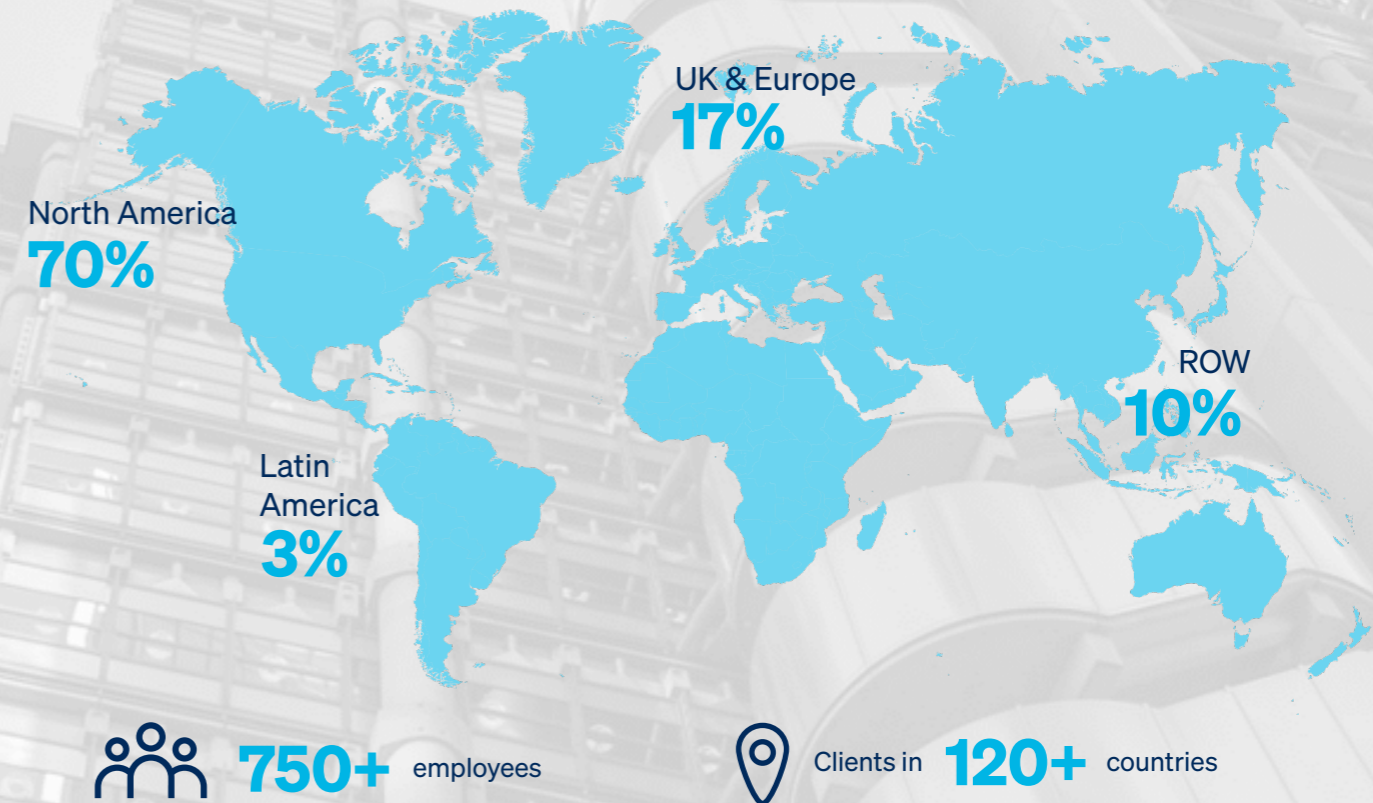 UK & Europe
17%
North America
70%
ROW
10%
Latin
America
3%
750+ employees
Clients in 120+ countries